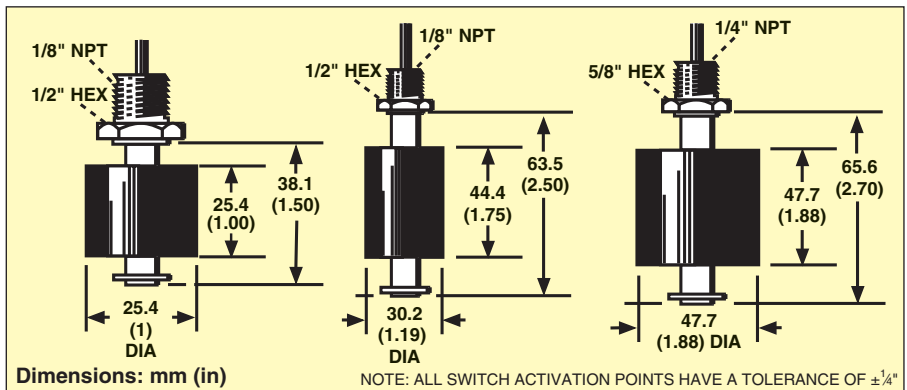 1/8" NPT
1/2" HEX
38.1
(1.50)
25.4
(1.00)
25.4
(1)
DIA
1/8" NPT
1/2" HEX
63.5
(2.50)
44.4
(1.75)
30.2
(1.19)
DIA
1/4" NPT
5/8" HEX
65.6
(2.70)
47.7
(1.88)
47.7
(1.88) DIA
Dimensions: mm (in)
NOTE: ALL SWITCH ACTIVATION POINTS HAVE A TOLERANCE OF ±¼"